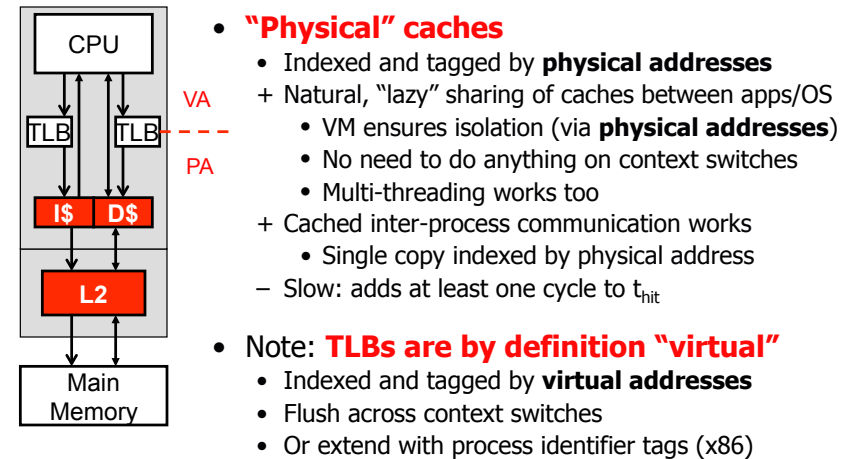 CPU
VA
TLB
TLB
PA
I$
D$
L2
Main
Memory
• “Physical” caches
• Indexed and tagged by physical addresses
+ Natural, “lazy” sharing of caches between apps/OS
• VM ensures isolation (via physical addresses)
• No need to do anything on context switches
• Multi-threading works too
+ Cached inter-process communication works
• Single copy indexed by physical address
– Slow: adds at least one cycle to thit
• Note: TLBs are by definition “virtual”
• Indexed and tagged by virtual addresses
• Flush across context switches
• Or extend with process identifier tags (x86)